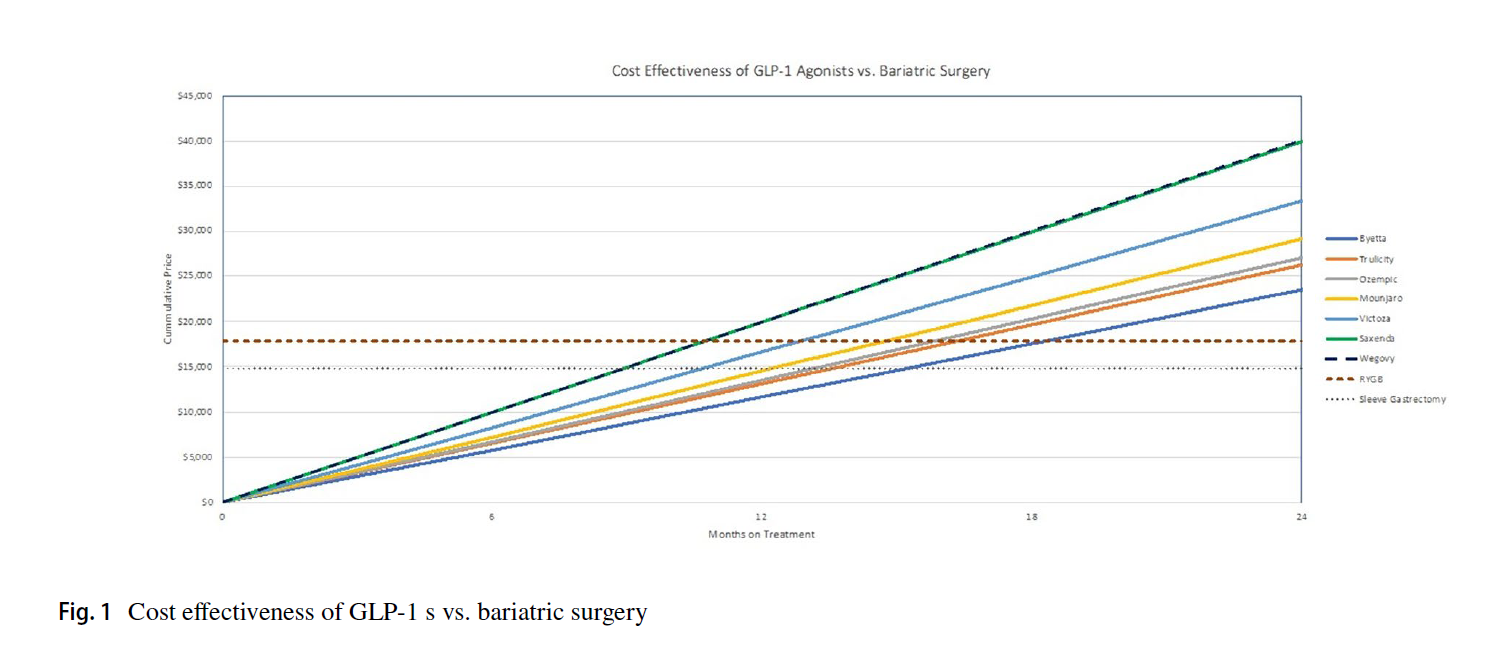 Cost Effectiveness of GLP-1 Agonists vs. Bariatric Surgery
$45,000
$40,000
$35,000
$30,000
$25,000
$20,000
$15,000
$10,000
$5,000
$0
Cummulative Price
0
6
12
18
24
Months on Treatment
Byetta
Trulicity
Ozempic
Mounjaro
Victoza
Saxenda
Wegovy
RYGB
Sleeve Gastrectomy
Fig. 1 Cost effectiveness of GLP-1 s vs. bariatric surgery